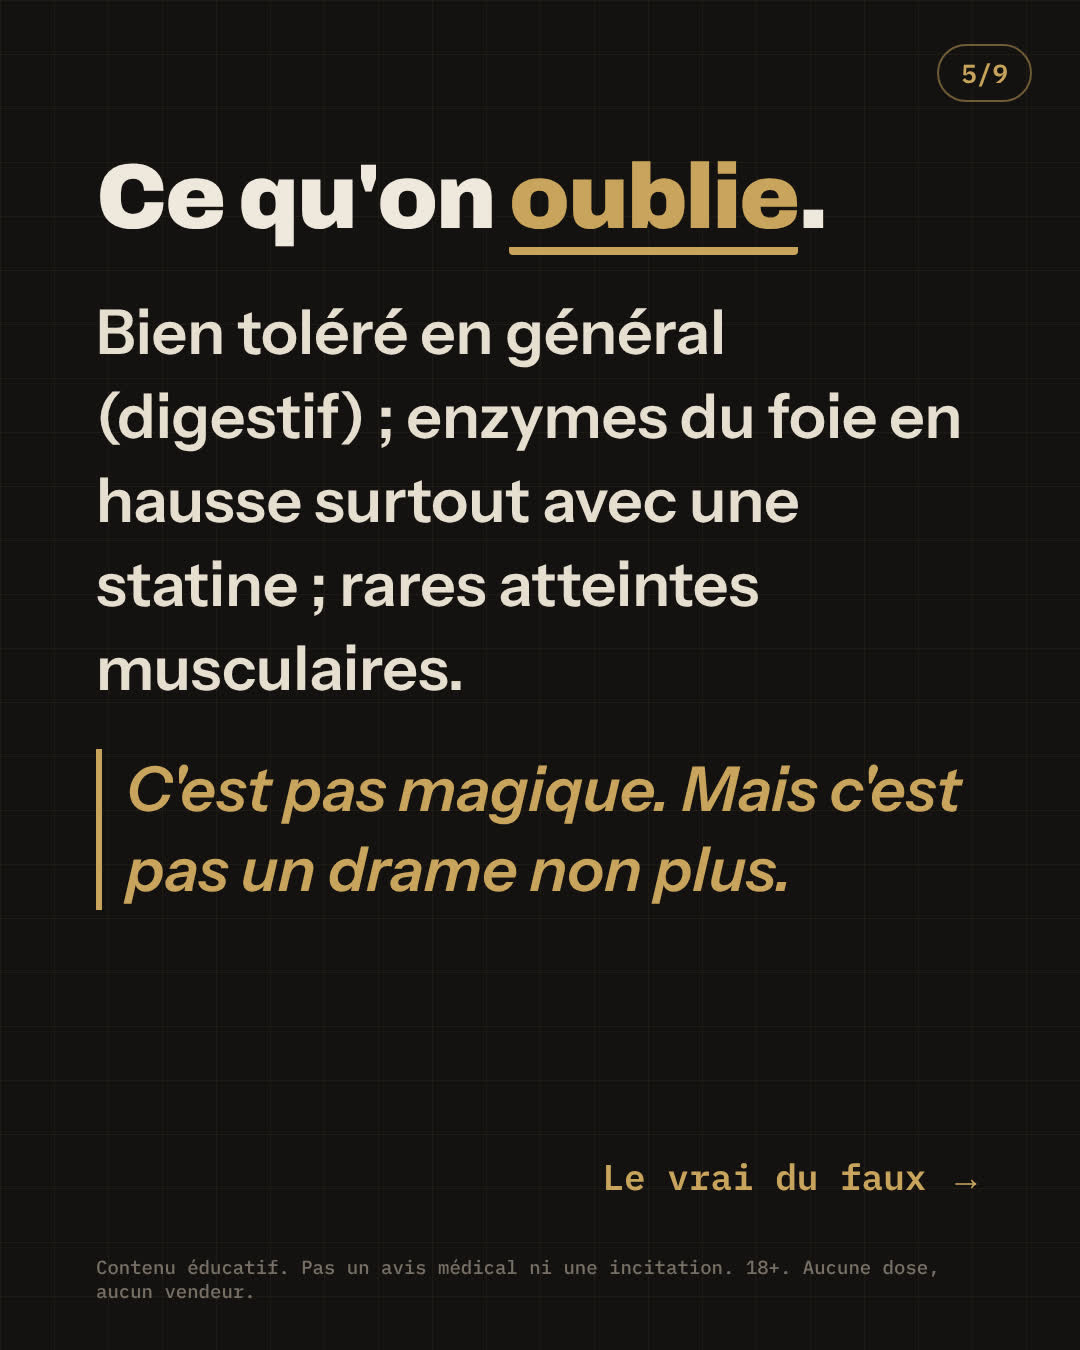 5/9
Ce qu'on oublie.
Bien toléré en général
(digestif) ; enzymes du foie en
hausse surtout avec une
statine ; rares atteintes
musculaires.
C'est pas magique. Mais c'est
pas un drame non plus.
Le vrai du faux →
Contenu éducatif. Pas un avis médical ni une incitation. 18+. Aucune dose,
aucun vendeur.